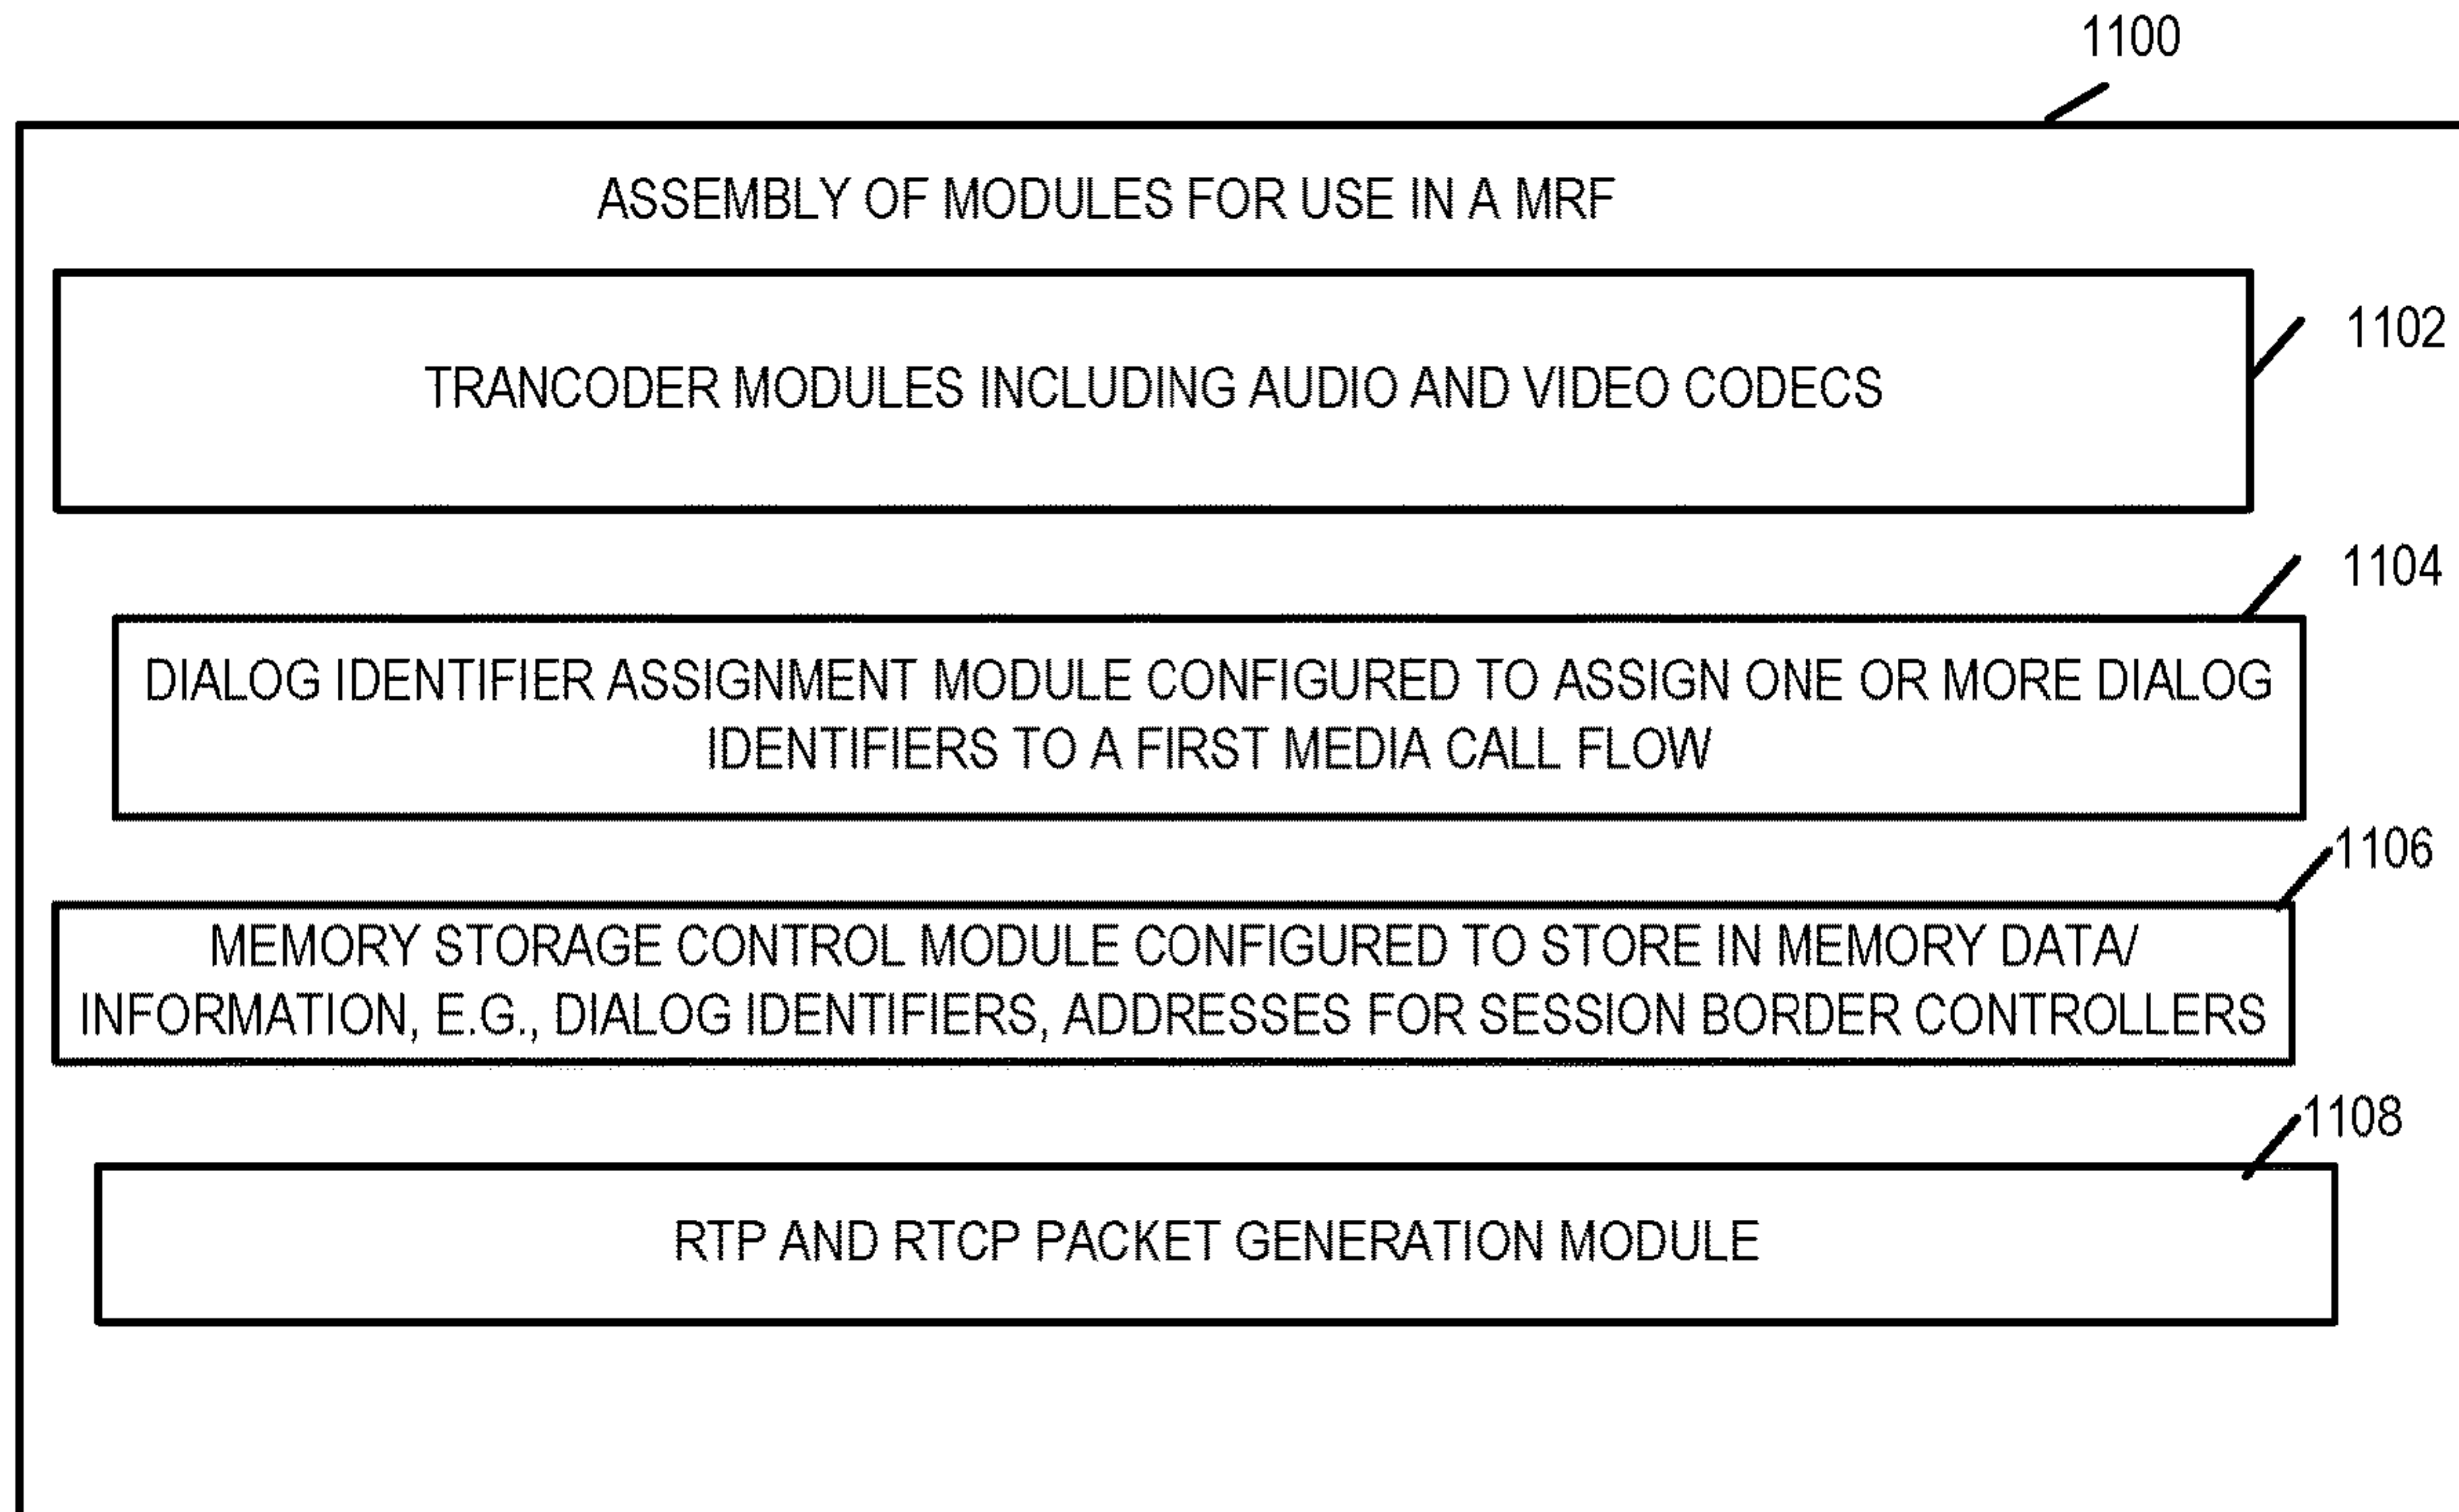 1100
ASSEMBLY OF MODULES FOR USE IN A MRF
1102
TRANCODER MODULES INCLUDING AUDIO AND VIDEO CODECS
1104
DIALOG IDENTIFIER ASSIGNMENT MODULE CONFIGURED TO ASSIGN ONE OR MORE DIALOG
IDENTIFIERS TO A FIRST MEDIA CALL FLOW
1106
MEMORY STORAGE CONTROL MODULE CONFIGURED TO STORE IN MEMORY DATA/
INFORMATION, E.G., DIALOG IDENTIFIERS, ADDRESSES FOR SESSION BORDER CONTROLLERS
1108
RTP AND RTCP PACKET GENERATION MODULE